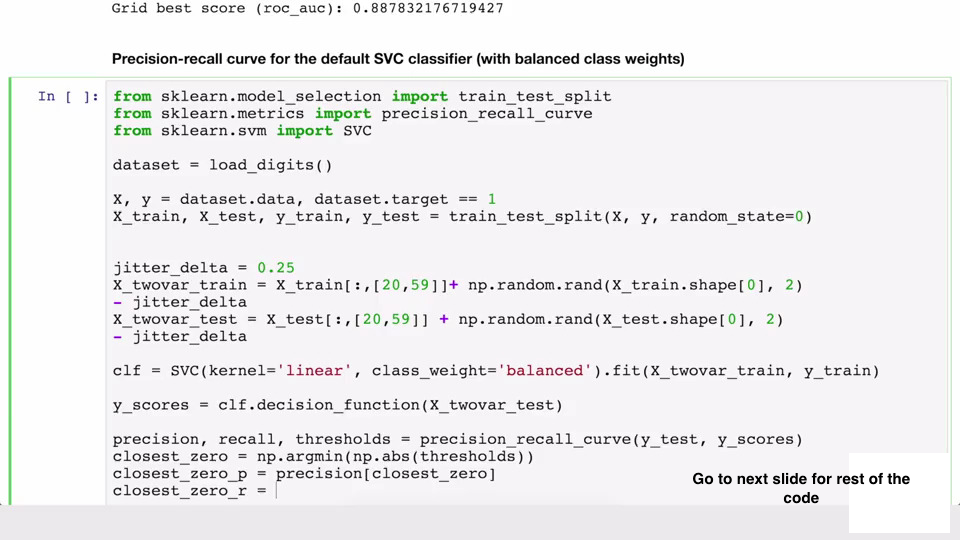 Grid best score (roc_auc): 0.887832176719427
Precision-recall curve for the default SVC classifier (with balanced class weights)
In [ ]: from sklearn.model_selection import train_test_split
from sklearn.metrics import precision_recall_curve
from sklearn.svm import SVC
dataset = load_digits()
X, y = dataset.data, dataset.target == 1
X_train, X_test, y_train, y_test = train_test_split(X, y, random_state=0)
jitter_delta = 0.25
X_twovar_train = X_train[:,[20,59]]+ np.random.rand(X_train.shape[0], 2)
- jitter_delta
X_twovar_test = X_test[:,[20,59]] + np.random.rand(X_test.shape[0], 2)
- jitter_delta
clf = SVC(kernel='linear', class_weight='balanced').fit(X_twovar_train, y_train)
y_scores = clf.decision_function(X_twovar_test)
precision, recall, thresholds = precision_recall_curve(y_test, y_scores)
closest_zero = np.argmin(np.abs(thresholds))
closest_zero_p = precision[closest_zero]
closest_zero_r =
Go to next slide for rest of the
code